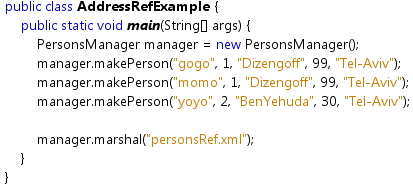 public class AddressRefExample {
public static void main(String[] args) {
PersonsManager manager = new PersonsManager();
manager.makePerson("gogo", 1, "Dizengoff", 99, "Tel-Aviv");
manager.makePerson("momo", 1, "Dizengoff", 99, "Tel-Aviv");
manager.makePerson("yoyo", 2, "BenYehuda", 30, "Tel-Aviv");
manager.marshal("personsRef.xml");
}
}